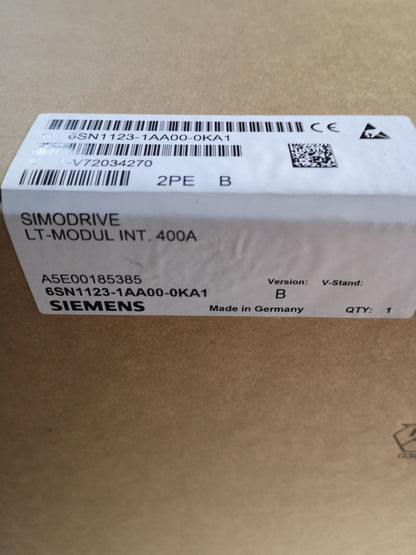 6SN1123-1AA00-0KA1
CE
-V72034270
2PE B
SIMODRIVE
LT-MODUL INT. 400A
A5E00185385
Version: V-Stand:
6SN1123-1AA00-0KA1
B
SIEMENS
Made in Germany
QTY: 1